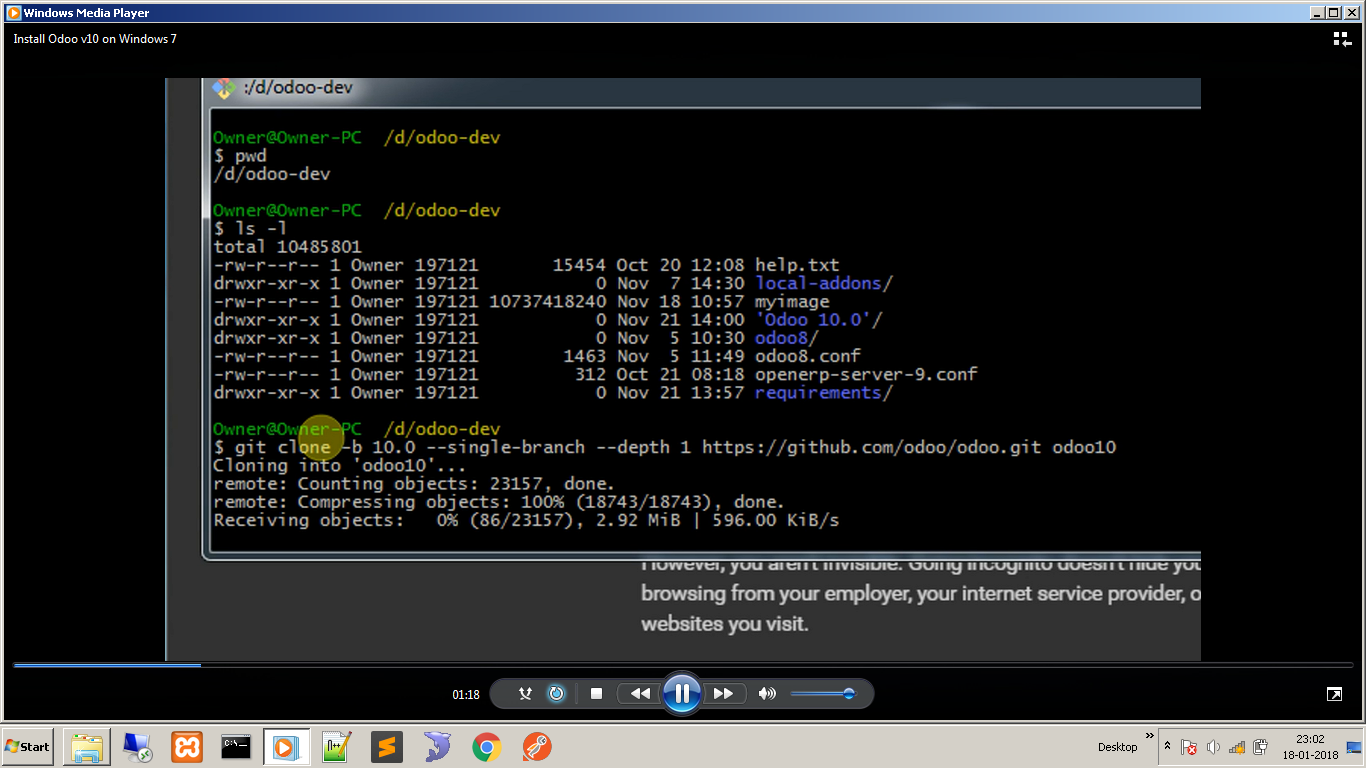 Windows Media Player
Install Odoo v10 on Windows 7
:/d/odoo-dev
Owner@Owner-PC /d/odoo-dev
$ pwd
/d/odoo-dev
Owner@Owner-PC /d/odoo-dev
$ ls -l
total 10485801
-rw-r--r-- 1 Owner 197121 15454 Oct 20 12:08 help.txt
drwxr-xr-x 1 Owner 197121 0 Nov 7 14:30 local-addons/
-rw-r--r-- 1 Owner 197121 10737418240 Nov 18 10:57 myimage
drwxr-xr-x 1 Owner 197121 0 Nov 21 14:00 'Odoo 10.0'/
drwxr-xr-x 1 Owner 197121 0 Nov 5 10:30 odoo8/
-rw-r--r-- 1 Owner 197121 1463 Nov 5 11:49 odoo8.conf
-rw-r--r-- 1 Owner 197121 312 Oct 21 08:18 openerp-server-9.conf
drwxr-xr-x 1 Owner 197121 0 Nov 21 13:57 requirements/
Owner@Owner-PC /d/odoo-dev
$ git clone -b 10.0 --single-branch --depth 1 https://github.com/odoo/odoo.git odoo10
Cloning into 'odoo10'...
remote: Counting objects: 23157, done.
remote: Compressing objects: 100% (18743/18743), done.
Receiving objects: 0% (86/23157), 2.92 MiB | 596.00 KiB/s
However, you aren't invisible. Going incognito doesn't hide you
browsing from your employer, your internet service provider, o
websites you visit.
01:18
Start
Desktop
23:02
18-01-2018